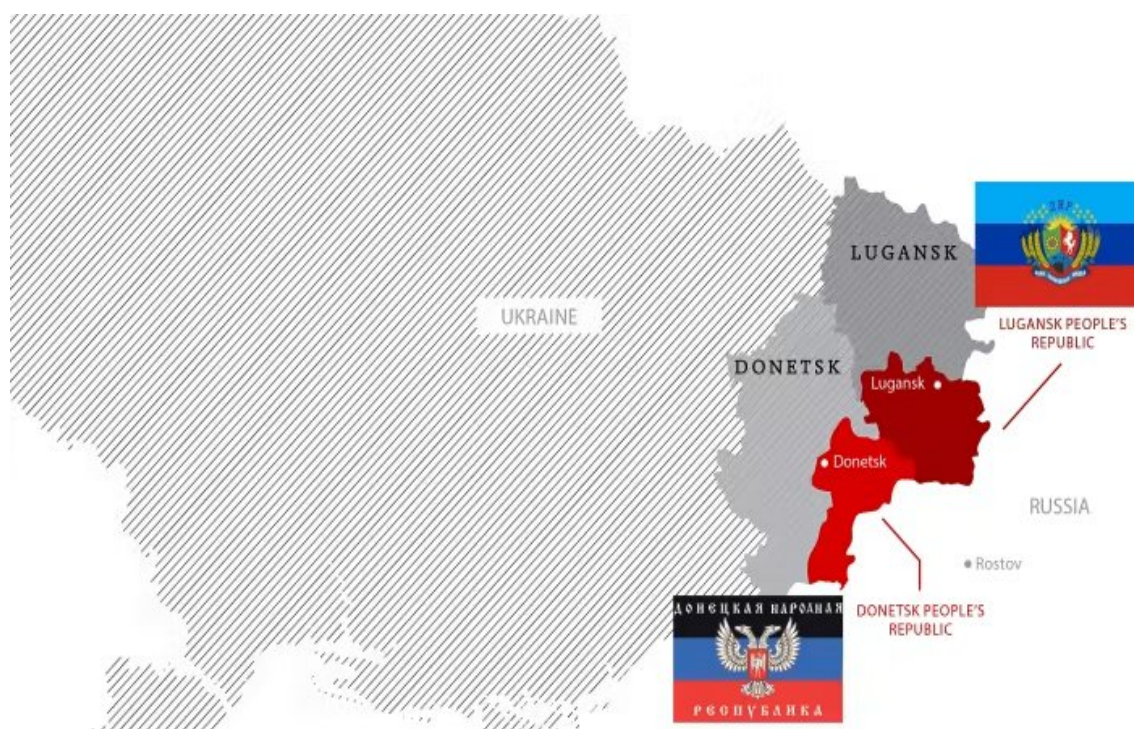 LUGANSK
UKRAINE
LUGANSK PEOPLE'S
REPUBLIC
DONETSK
Lugansk
Donetsk
RUSSIA
Rostov
ДОНЕЦКАЯ НАРОДНАЯ
РЕСПУБЛИКА
DONETSK PEOPLE'S
REPUBLIC